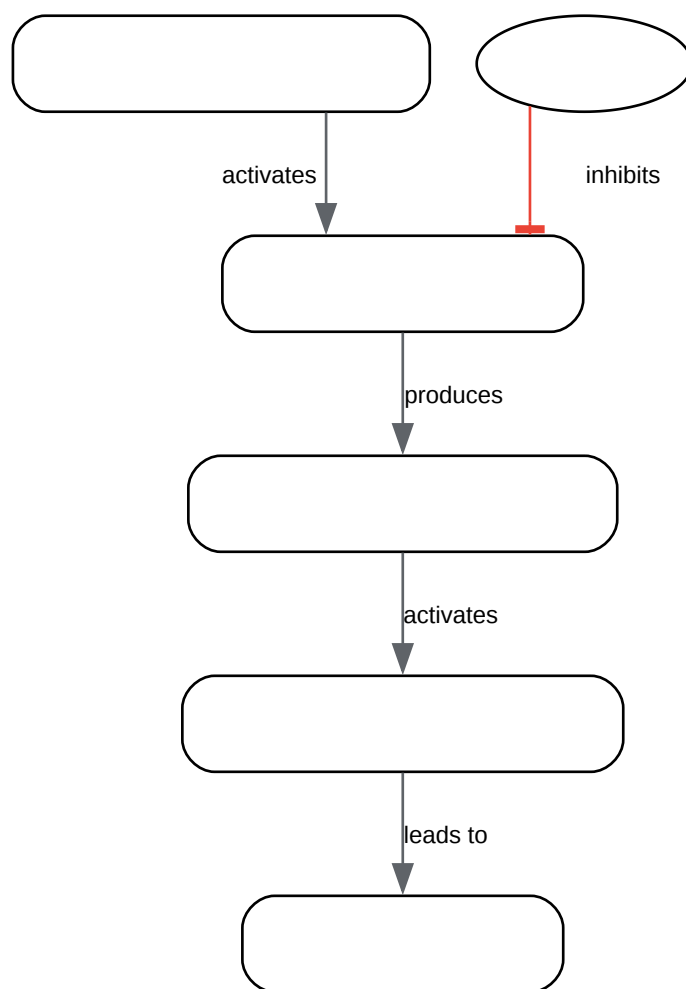 activates
inhibits
produces
activates
leads to